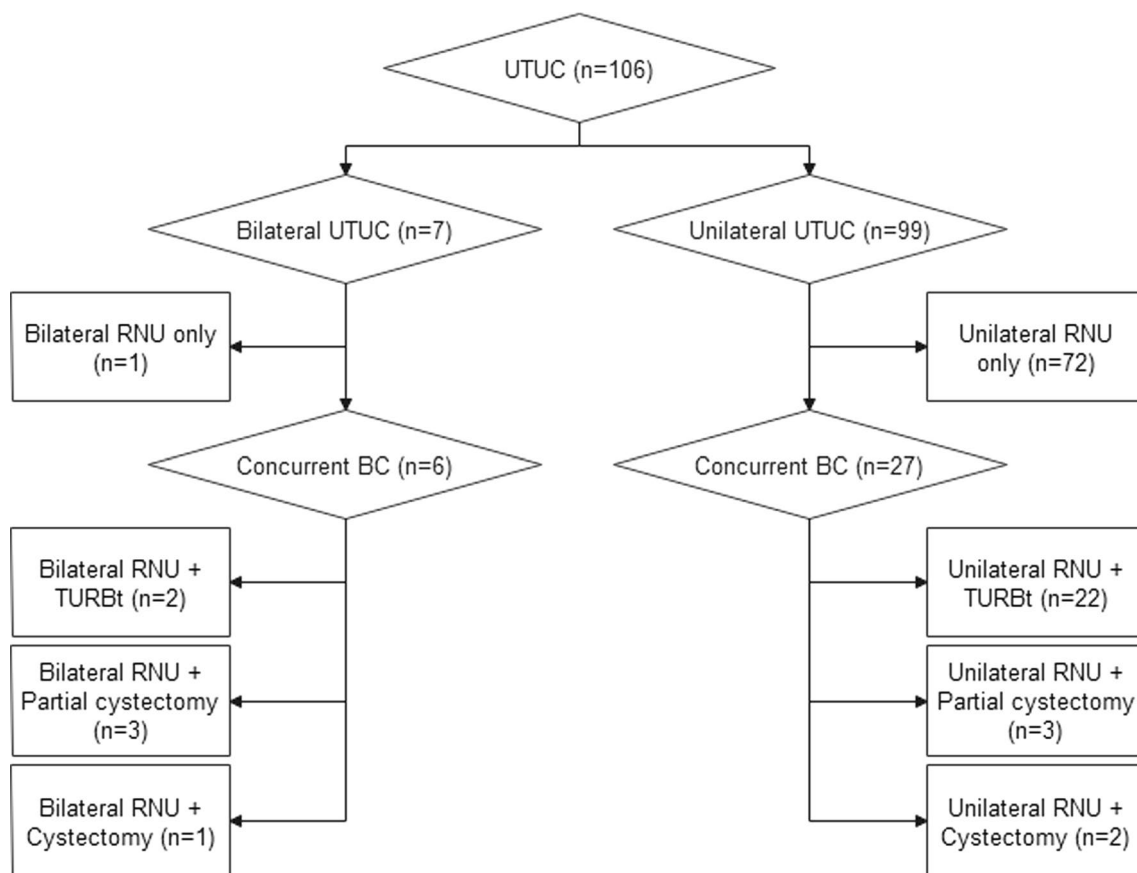 UTUC (n=106)
Bilateral UTUC (n=7)
Unilateral UTUC (n=99)
Bilateral RNU only
(n=1)
Unilateral RNU
only (n=72)
Concurrent BC (n=6)
Concurrent BC (n=27)
Bilateral RNU +
TURBt (n=2)
Unilateral RNU +
TURBt (n=22)
Bilateral RNU +
Partial cystectomy
(n=3)
Unilateral RNU +
Partial cystectomy
(n=3)
Bilateral RNU +
Cystectomy (n=1)
Unilateral RNU +
Cystectomy (n=2)